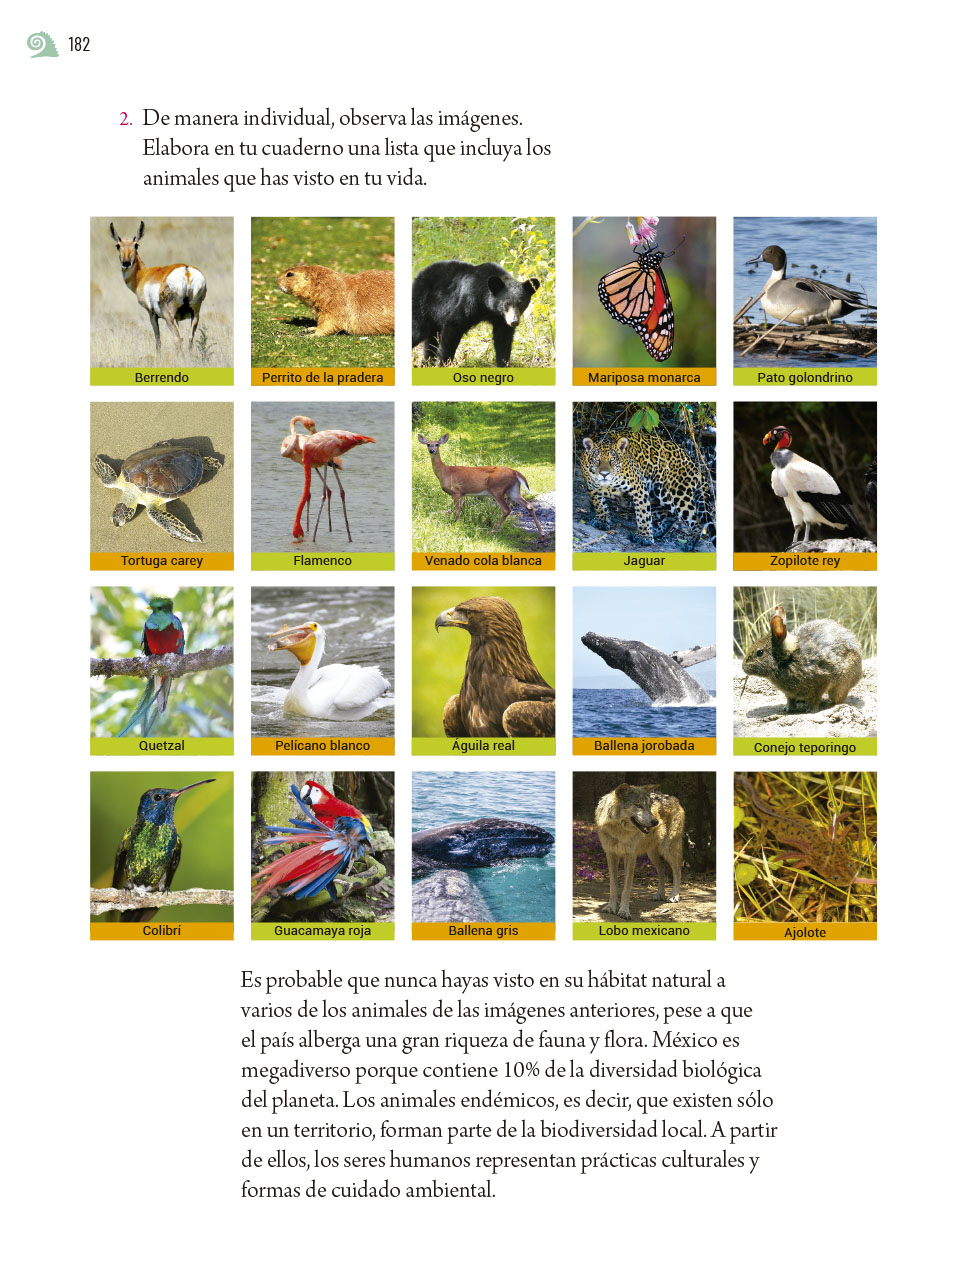 182
2. De manera individual, observa las imágenes.
Elabora en tu cuaderno una lista que incluya los
animales que has visto en tu vida.
Berrendo
Perrito de la pradera
Oso negro
Mariposa monarca
Pato golondrino
Tortuga carey
Flamenco
Venado cola blanca
Jaguar
Zopilote rey
Quetzal
Pelícano blanco
Águila real
Ballena jorobada
Conejo teporingo
Colibrí
Guacamaya roja
Ballena gris
Lobo mexicano
Ajolote
Es probable que nunca hayas visto en su hábitat natural a
varios de los animales de las imágenes anteriores, pese a que
el país alberga una gran riqueza de fauna y flora. México es
megadiverso porque contiene 10% de la diversidad biológica
del planeta. Los animales endémicos, es decir, que existen sólo
en un territorio, forman parte de la biodiversidad local. A partir
de ellos, los seres humanos representan prácticas culturales y
formas de cuidado ambiental.